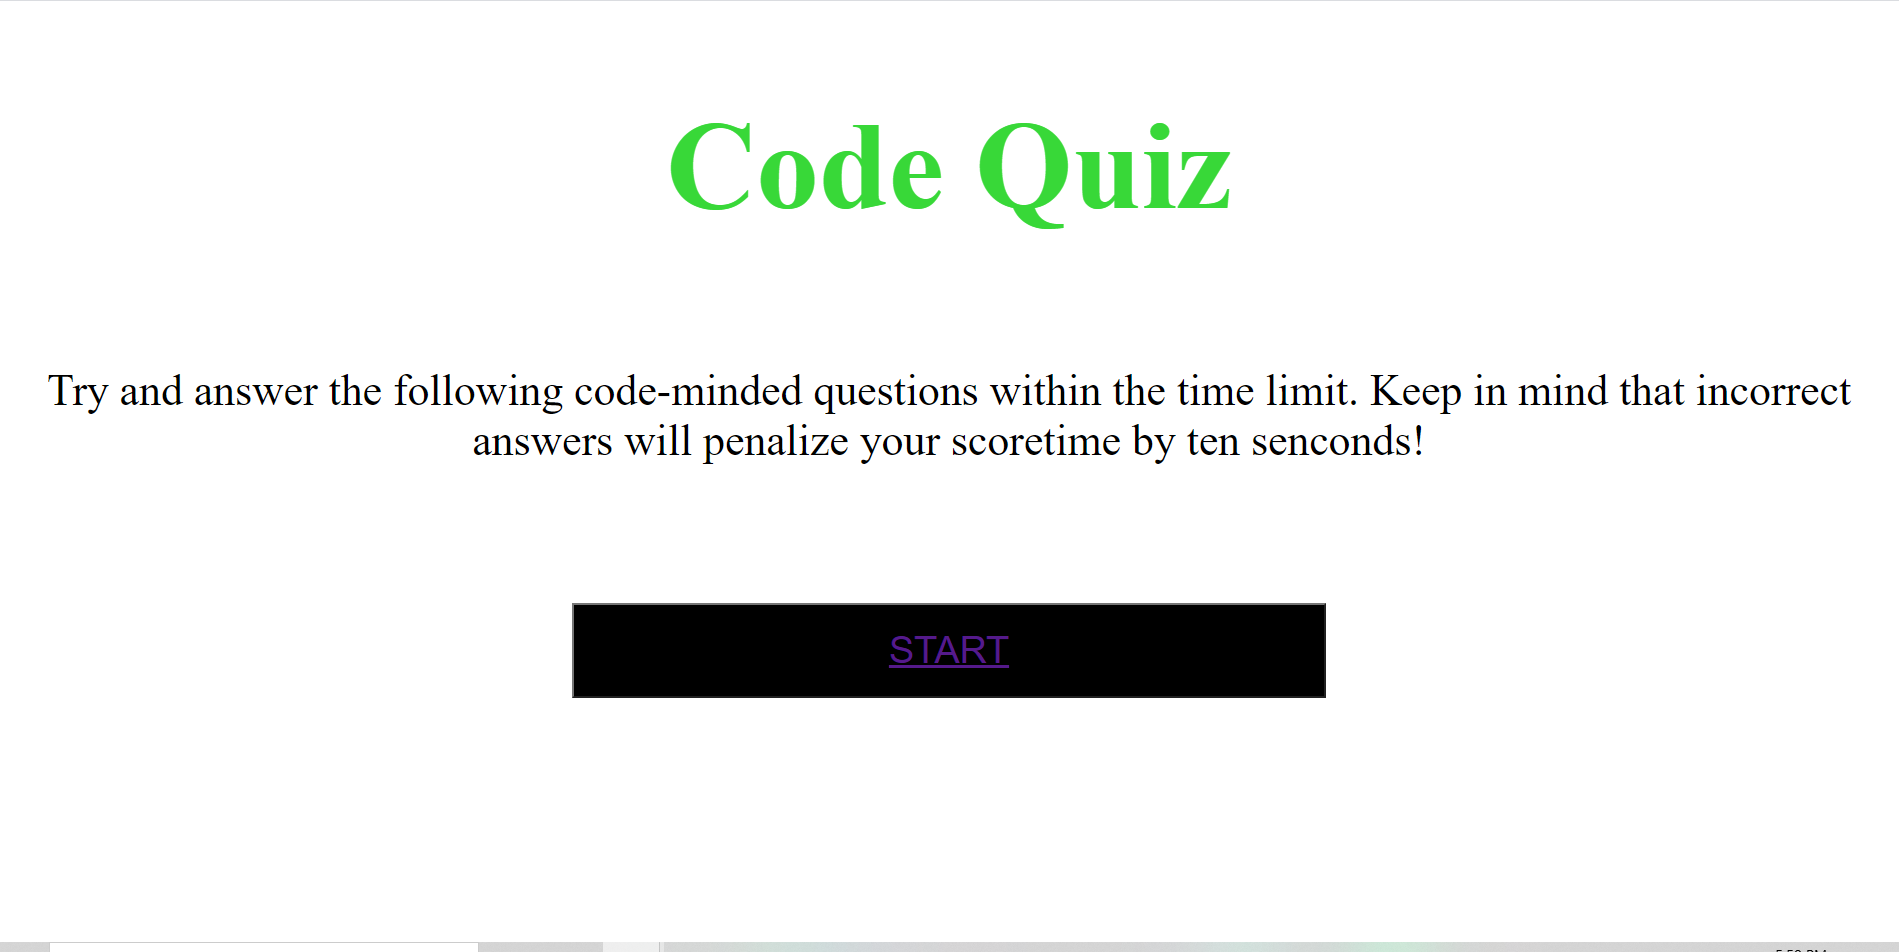 Code Quiz
Try and answer the following code-minded questions within the time limit. Keep in mind that incorrect
answers will penalize your scoretime by ten senconds!
START